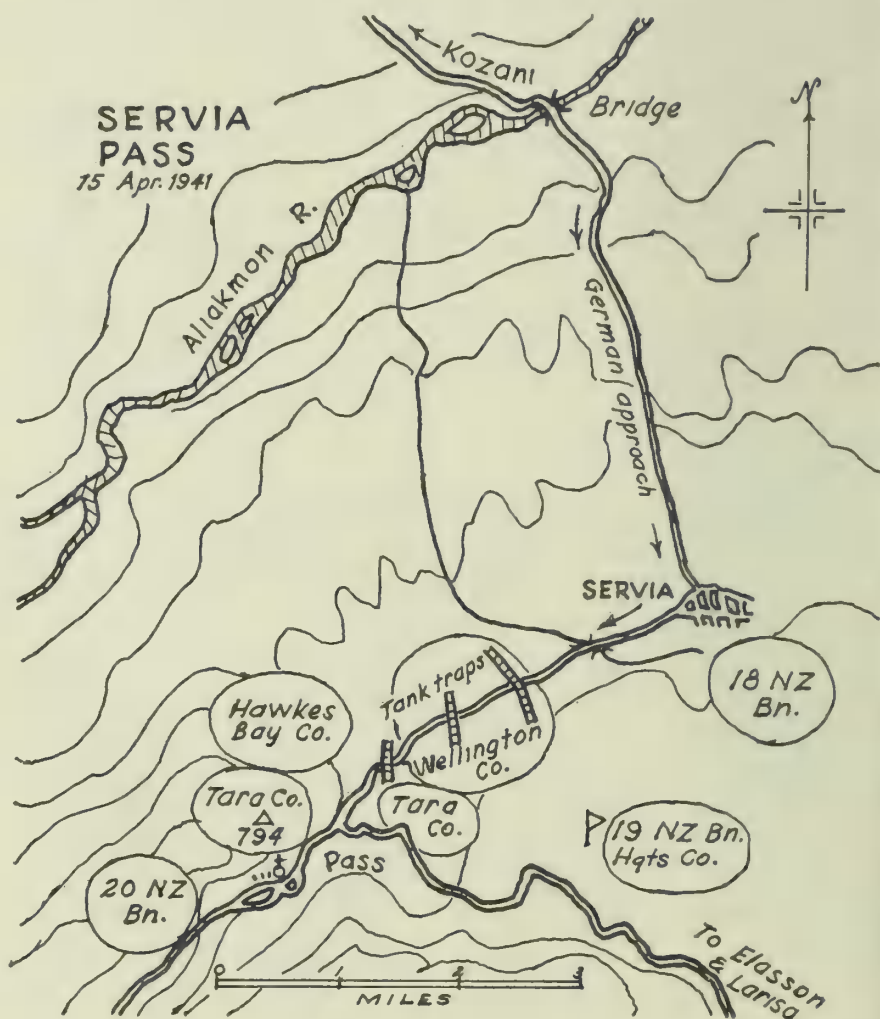 Kozani
SERVIA
PASS
15 Apr. 1941
Bridge
N
Aliakmon R.
German approach
SERVIA
Tank traps
18 NZ
Bn.
Hawkes
Bay Co.
Wellington
Co.
Tara Co.
794
Tara
Co.
19 NZ Bn.
Hqts Co.
Pass
20 NZ
Bn.
To Elasson
& Larisa
0 1 2 3
MILES